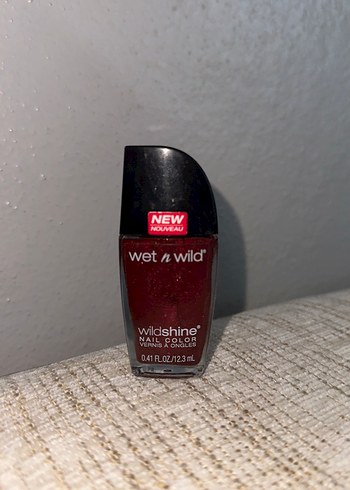 NEW
NOUVEAU
wet n wild®
wildshine®
NAIL COLOR
VERNIS À ONGLES
0.41 FL.OZ/12.3 mL